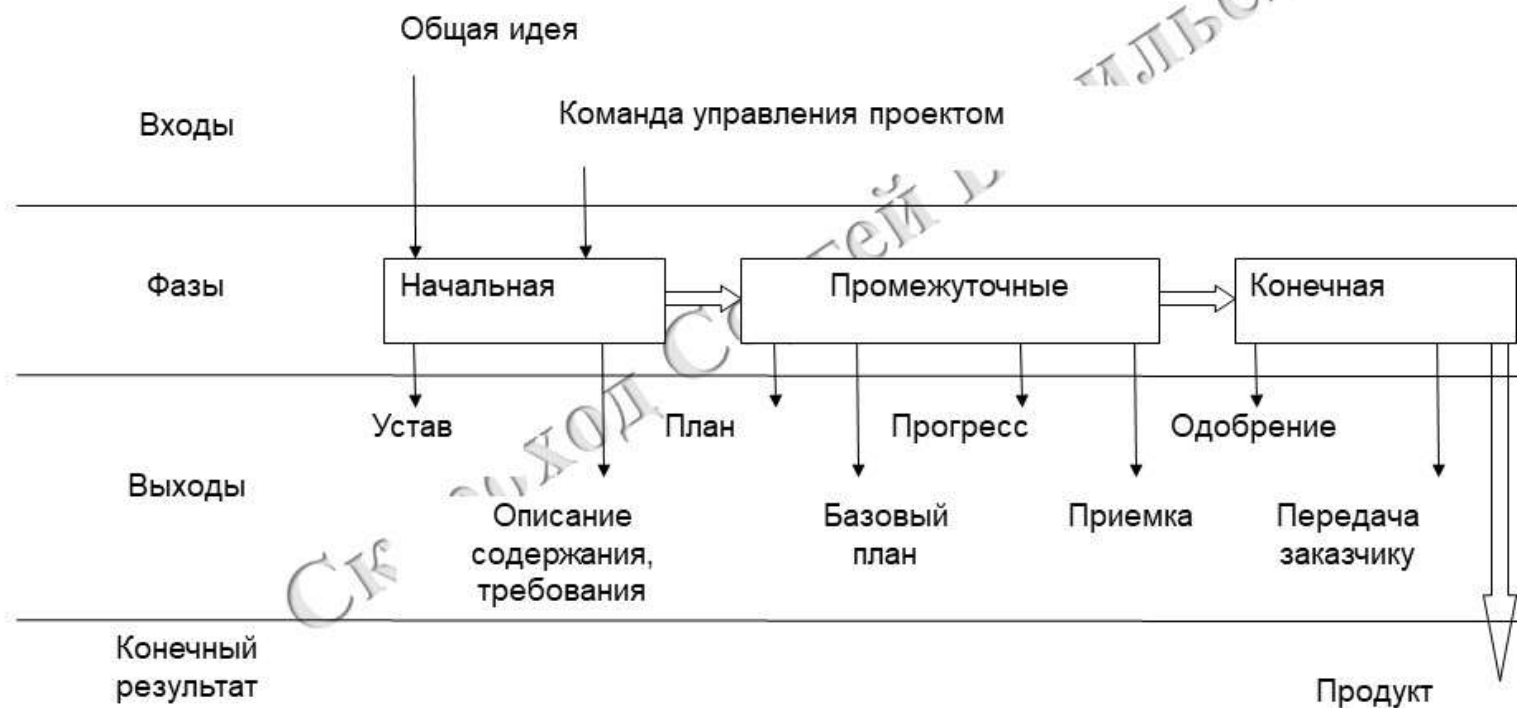 Общая идея
Команда управления проектом
Входы
Фазы
Начальная
Промежуточные
Конечная
Устав
План
Прогресс
Одобрение
Выходы
Описание
содержания,
требования
Базовый
план
Приемка
Передача
заказчику
Конечный
результат
Продукт